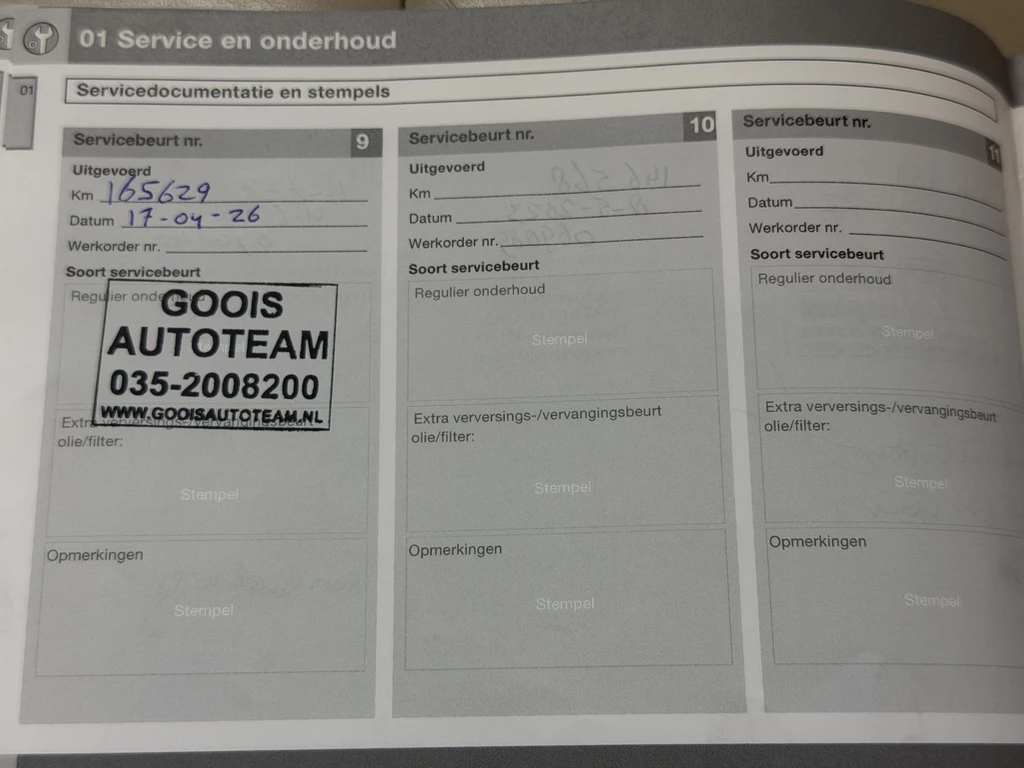 01 Service en onderhoud
01
Servicedocumentatie en stempels
Servicebeurt nr. 9
Uitgevoerd
Km 165629
Datum 17-04-26
Werkorder nr.
Soort servicebeurt
Regulier onderhoud
GOOIS
AUTOTEAM
035-2008200
WWW.GOOISAUTOTEAM.NL
Extra verversings-/vervangingsbeurt
olie/filter:
Stempel
Opmerkingen
Stempel
Servicebeurt nr. 10
Uitgevoerd
Km
Datum
Werkorder nr.
Soort servicebeurt
Regulier onderhoud
Stempel
Extra verversings-/vervangingsbeurt
olie/filter:
Stempel
Opmerkingen
Stempel
Servicebeurt nr. 11
Uitgevoerd
Km
Datum
Werkorder nr.
Soort servicebeurt
Regulier onderhoud
Stempel
Extra verversings-/vervangingsbeurt
olie/filter:
Stempel
Opmerkingen
Stempel